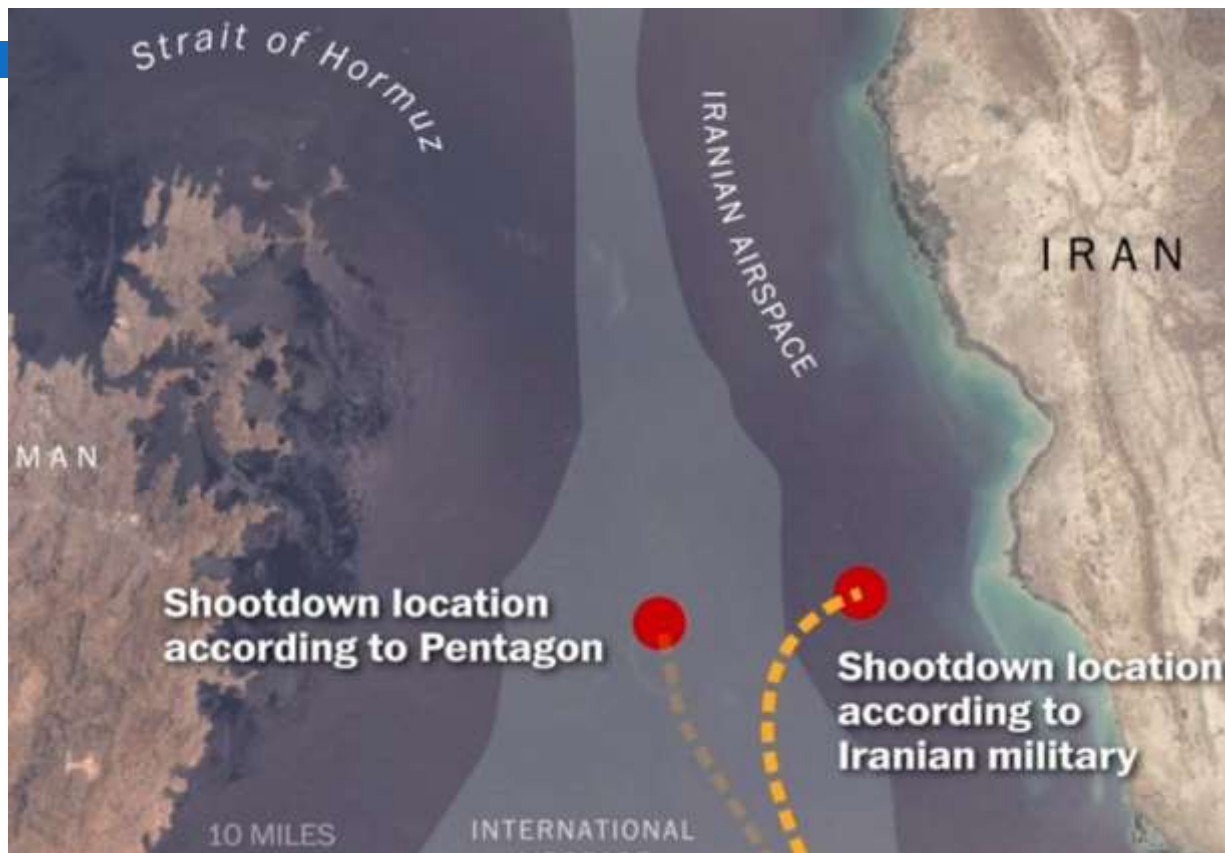 Strait of Hormuz
IRANIAN AIRSPACE
IRAN
MAN
Shootdown location
according to Pentagon
Shootdown location
according to
Iranian military
10 MILES
INTERNATIONAL